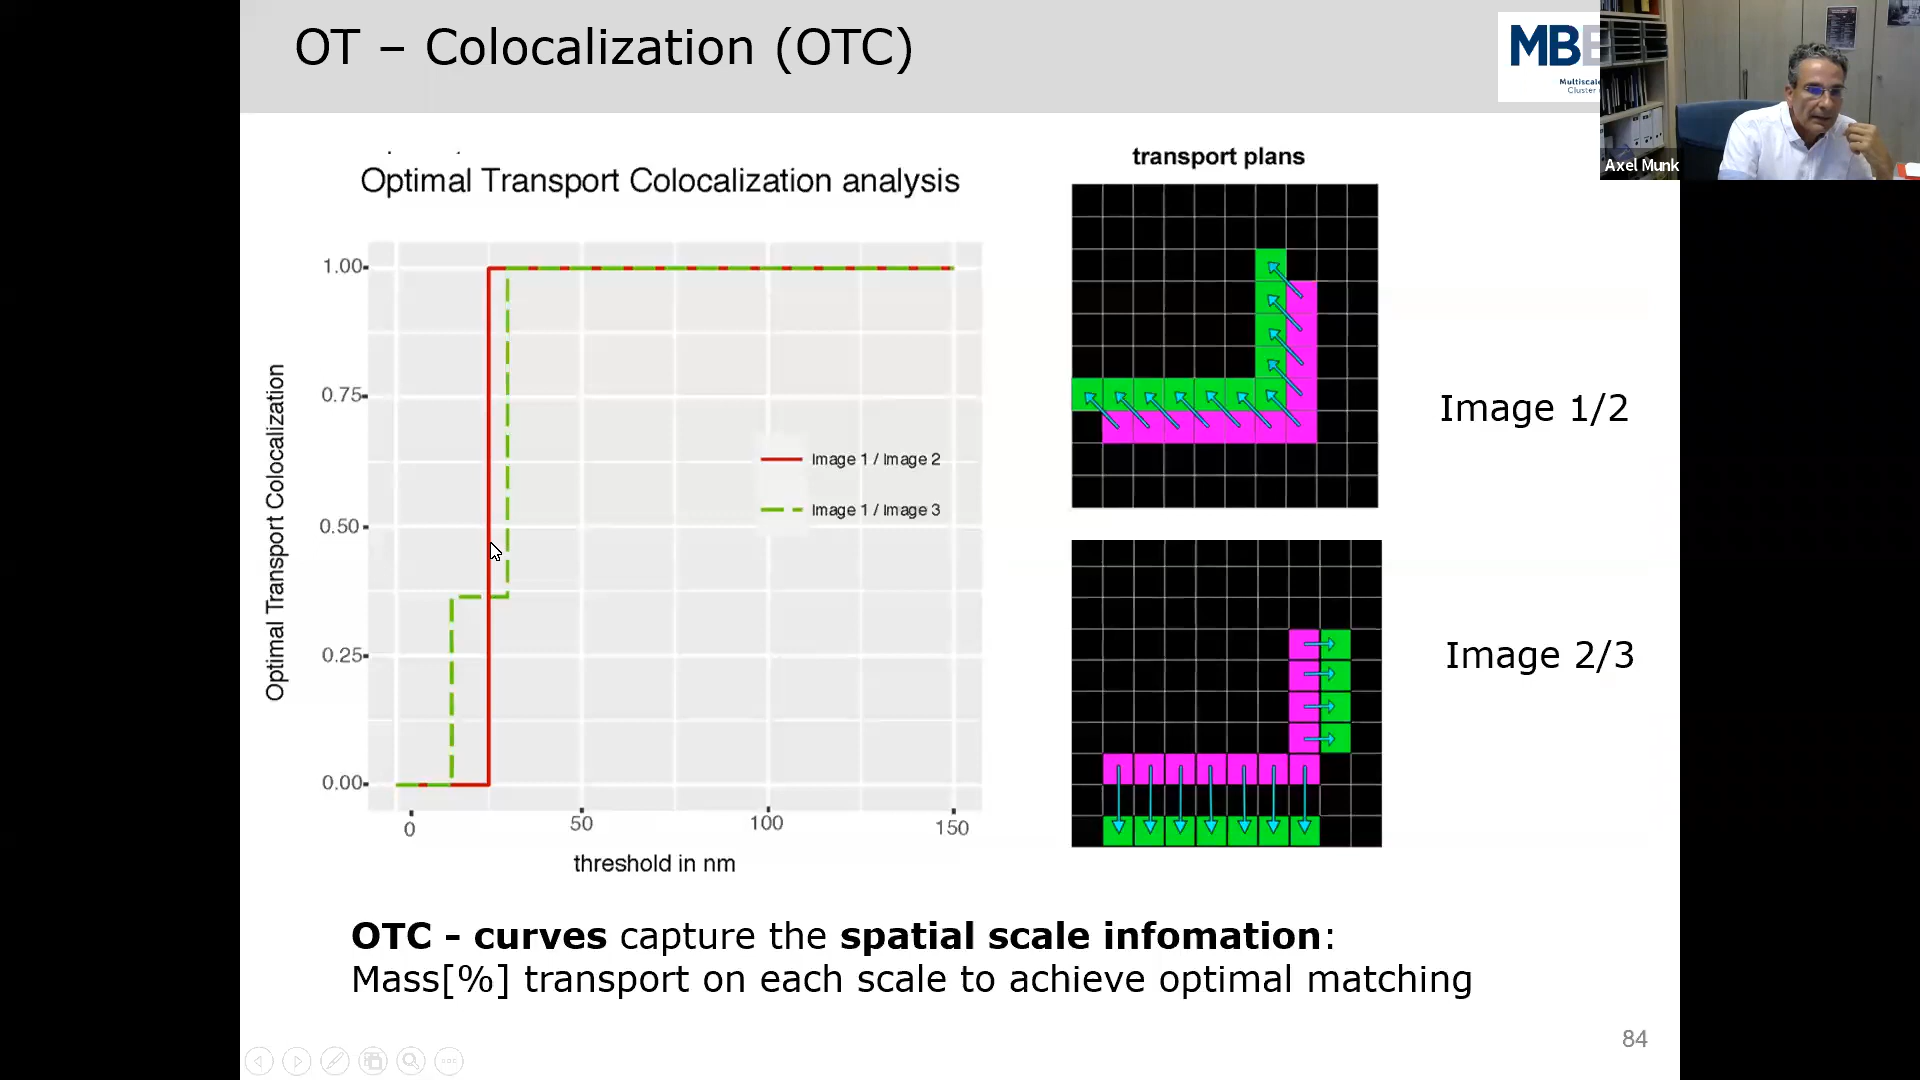 OT – Colocalization (OTC)
MBE
Multiscale
Cluster
Axel Munk
Optimal Transport Colocalization analysis
transport plans
Optimal Transport Colocalization
1.00
0.75
0.50
0.25
0.00
Image 1 / Image 2
Image 1 / Image 3
0
50
100
150
threshold in nm
Image 1/2
Image 2/3
OTC - curves capture the spatial scale infomation:
Mass[%] transport on each scale to achieve optimal matching
84